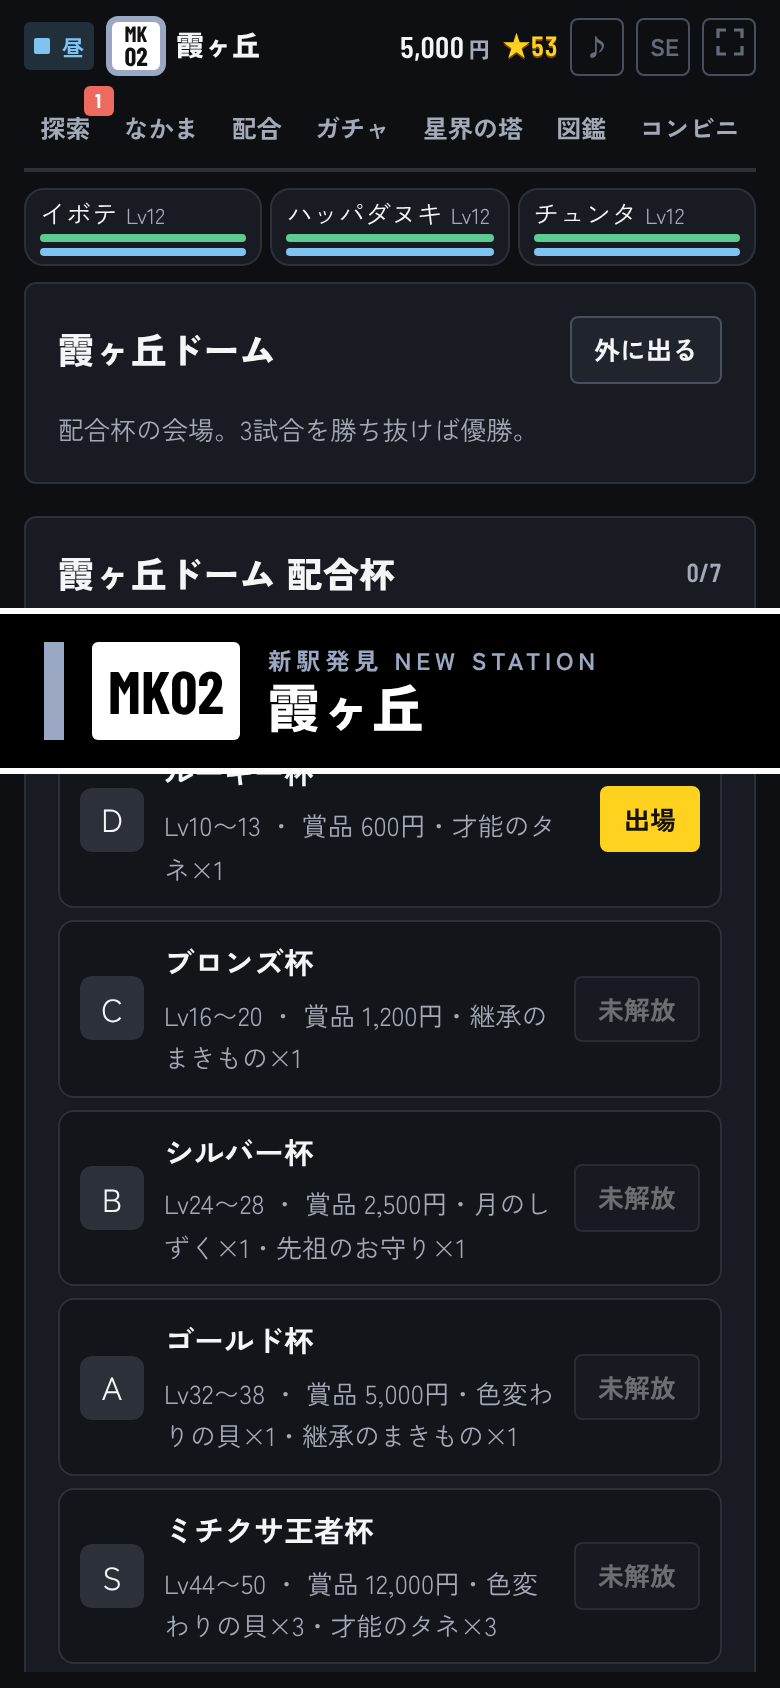 昼
MK
02
霞ヶ丘
5,000 円
★53
♪
SE
1
探索 なかま 配合 ガチャ 星界の塔 図鑑 コンビニ
イボテ Lv12
ハッパダヌキ Lv12
チュンタ Lv12
霞ヶ丘ドーム
外に出る
配合杯の会場。3試合を勝ち抜けば優勝。
霞ヶ丘ドーム 配合杯
0/7
MK02
新駅発見 NEW STATION
霞ヶ丘
ルーキー杯
D
Lv10〜13 ・ 賞品 600円・才能のタ
ネ×1
出場
ブロンズ杯
C
Lv16〜20 ・ 賞品 1,200円・継承の
まきもの×1
未解放
シルバー杯
B
Lv24〜28 ・ 賞品 2,500円・月のし
ずく×1・先祖のお守り×1
未解放
ゴールド杯
A
Lv32〜38 ・ 賞品 5,000円・色変わ
りの貝×1・継承のまきもの×1
未解放
ミチクサ王者杯
S
Lv44〜50 ・ 賞品 12,000円・色変
わりの貝×3・才能のタネ×3
未解放